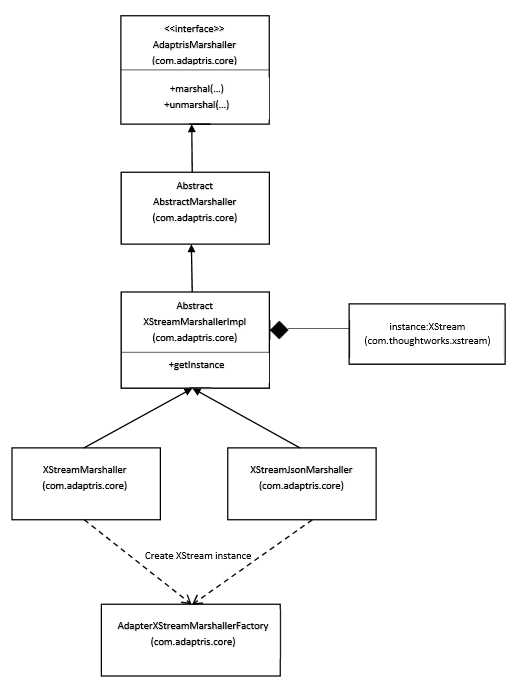 <<interface>>
AdaptrisMarshaller
(com.adaptris.core)
+marshal(...)
+unmarshal(...)
Abstract
AbstractMarshaller
(com.adaptris.core)
Abstract
XStreamMarshallerImpl
(com.adaptris.core)
+getInstance
instance:XStream
(com.thoughtworks.xstream)
XStreamMarshaller
(com.adaptris.core)
XStreamJsonMarshaller
(com.adaptris.core)
Create XStream instance
AdapterXStreamMarshallerFactory
(com.adaptris.core)